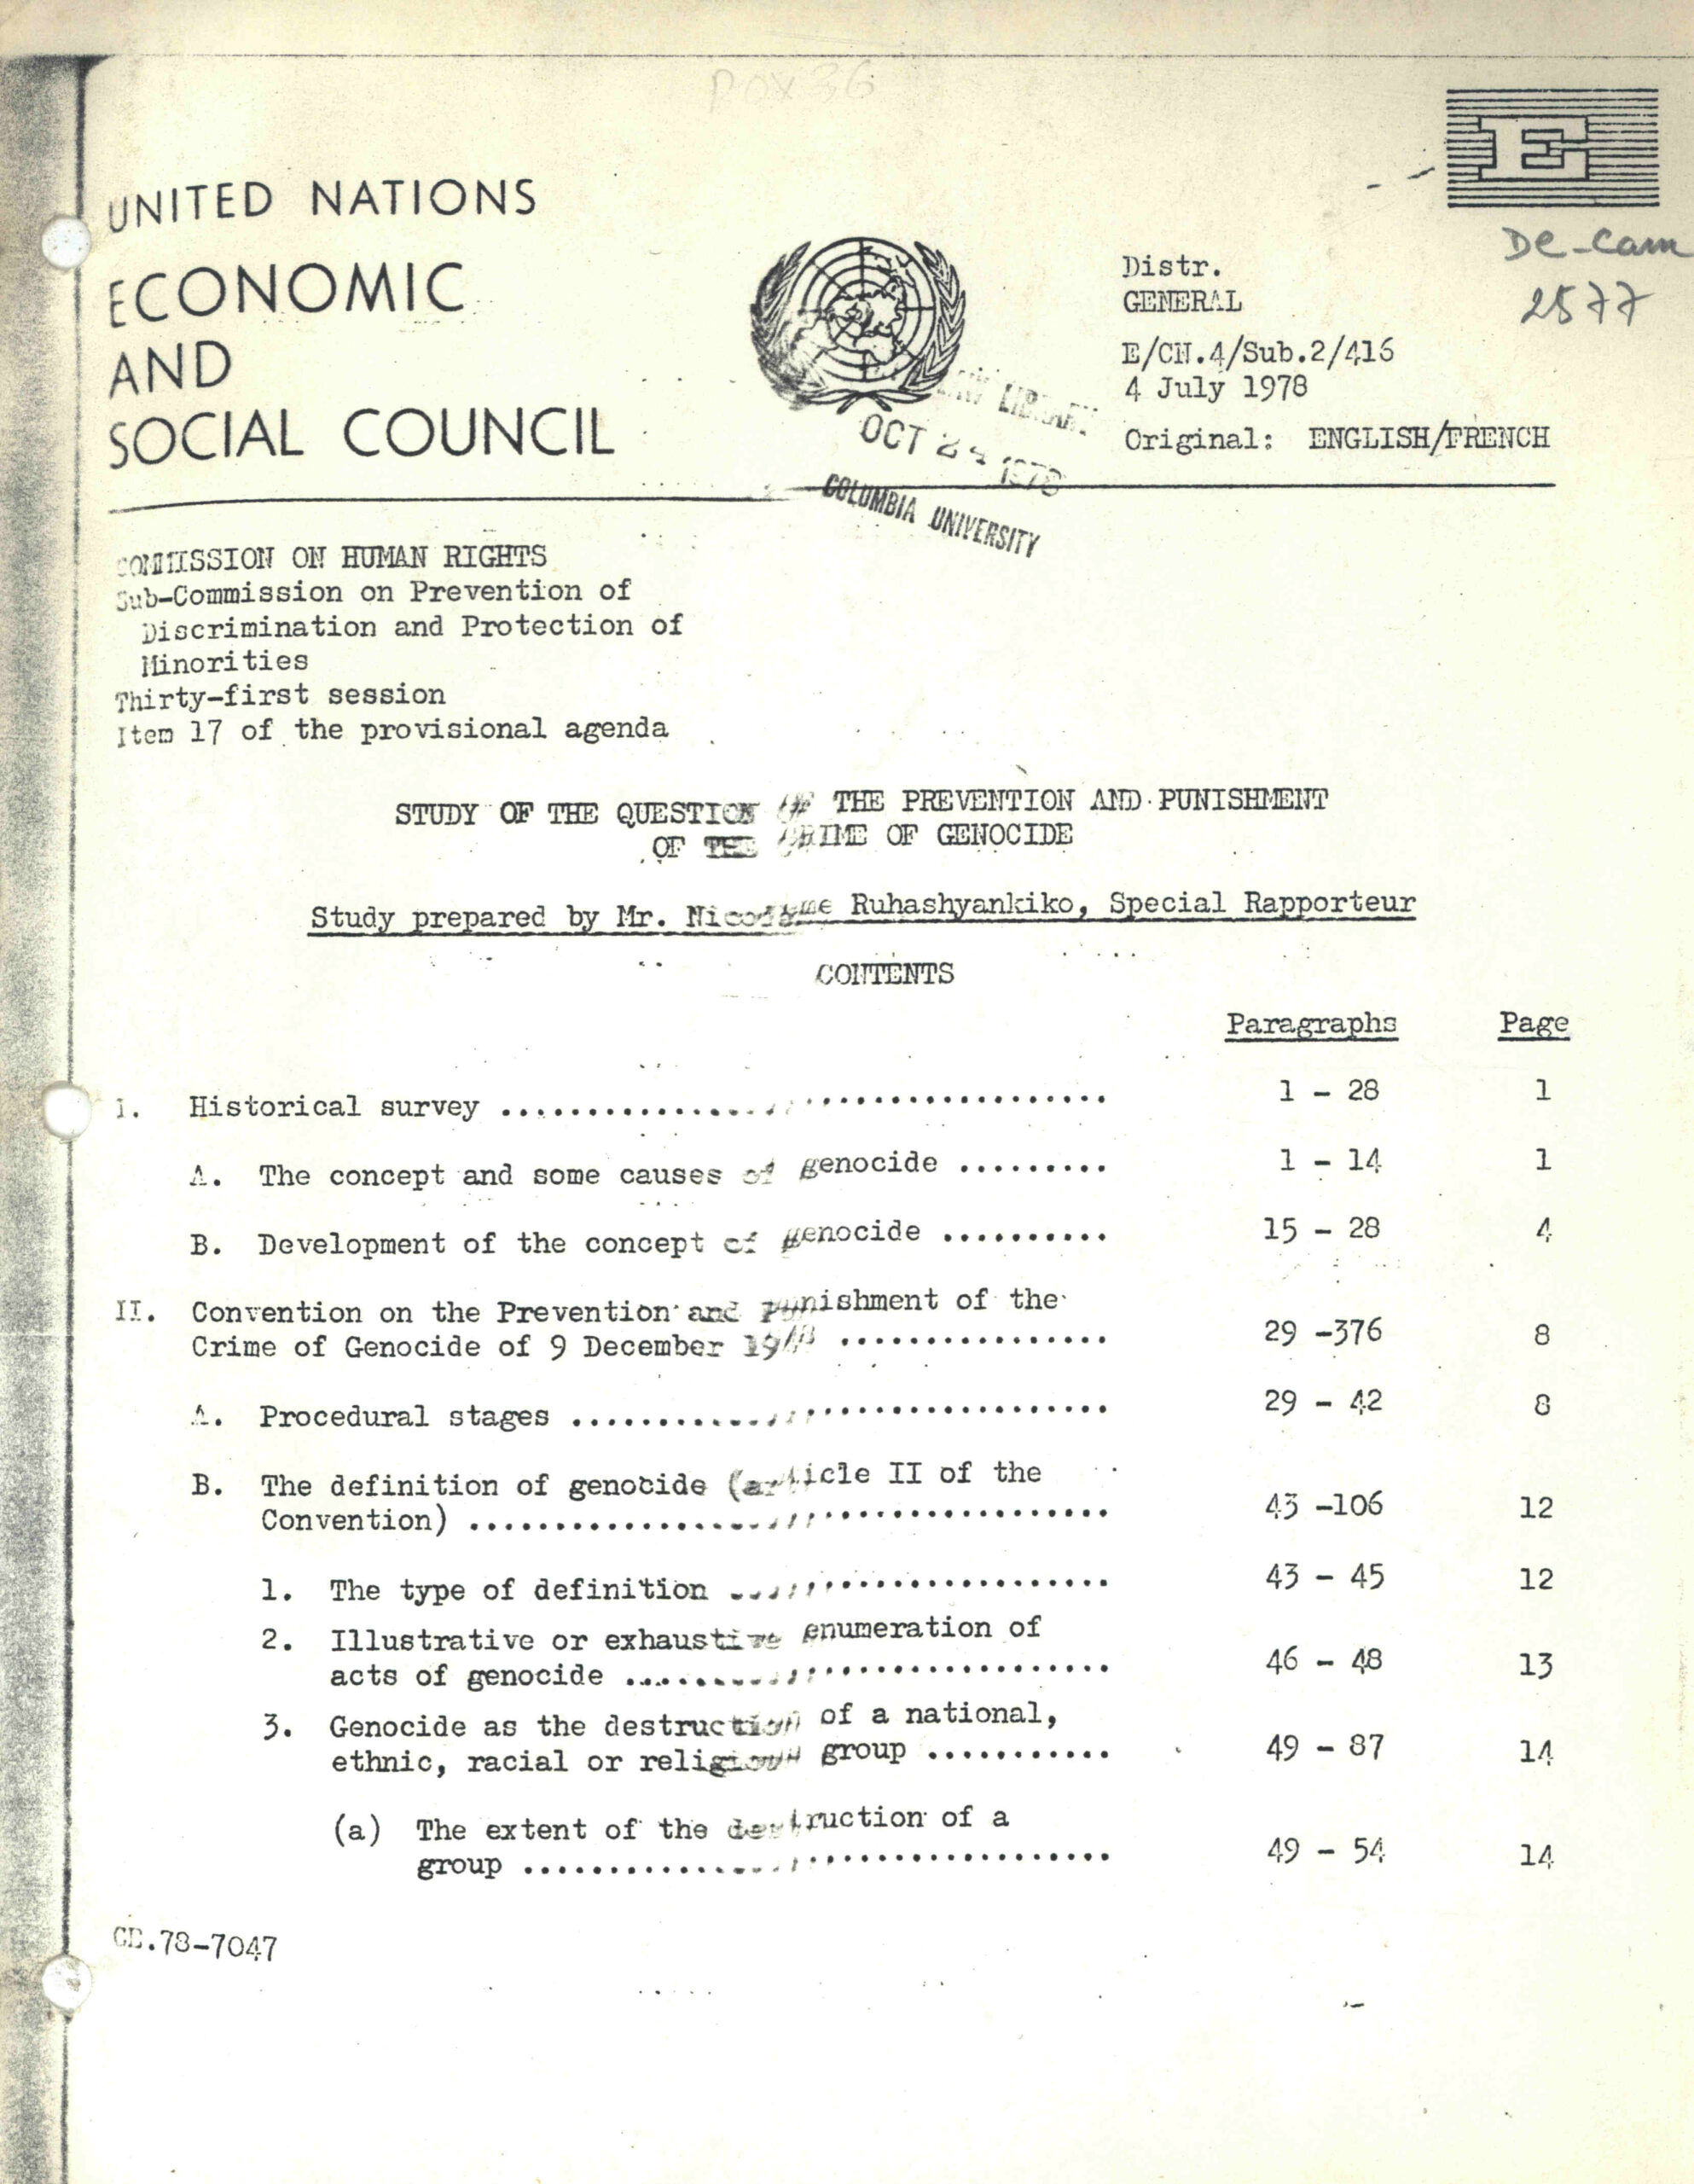 BOX 36
E
De-Cam
2577
UNITED NATIONS
ECONOMIC
AND
SOCIAL COUNCIL
Distr.
GENERAL
E/CN.4/Sub.2/416
4 July 1978
Original: ENGLISH/FRENCH
LAW LIBRARY
OCT 24 1978
COLUMBIA UNIVERSITY
COMMISSION ON HUMAN RIGHTS
Sub-Commission on Prevention of
Discrimination and Protection of
Minorities
Thirty-first session
Item 17 of the provisional agenda
STUDY OF THE QUESTION OF THE PREVENTION AND PUNISHMENT
OF THE CRIME OF GENOCIDE
Study prepared by Mr. Nicodème Ruhashyankiko, Special Rapporteur
CONTENTS
Paragraphs Page
I. Historical survey .................................. 1 - 28 1
A. The concept and some causes of genocide ......... 1 - 14 1
B. Development of the concept of genocide .......... 15 - 28 4
II. Convention on the Prevention and Punishment of the
Crime of Genocide of 9 December 1948 ................ 29 -376 8
A. Procedural stages ............................... 29 - 42 8
B. The definition of genocide (article II of the
Convention) ..................................... 43 -106 12
1. The type of definition ...................... 43 - 45 12
2. Illustrative or exhaustive enumeration of
acts of genocide ............................ 46 - 48 13
3. Genocide as the destruction of a national,
ethnic, racial or religious group ........... 49 - 87 14
(a) The extent of the destruction of a
group .................................. 49 - 54 14
GE.78-7047